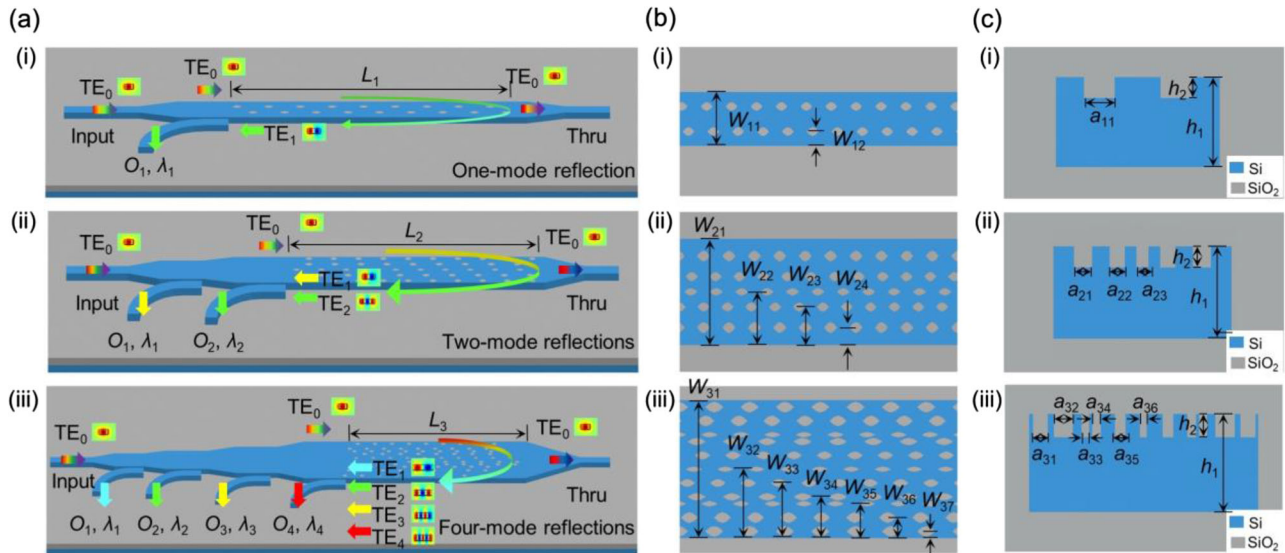 (a)
(b)
(c)
(i)
TE₀
TE₀
L₁
TE₀
Input
TE₁
Thru
O₁, λ₁
One-mode reflection
(ii)
TE₀
TE₀
L₂
TE₀
Input
TE₁
TE₂
Thru
O₁, λ₁
O₂, λ₂
Two-mode reflections
(iii)
TE₀
TE₀
L₃
TE₀
Input
TE₁
TE₂
TE₃
TE₄
Thru
O₁, λ₁
O₂, λ₂
O₃, λ₃
O₄, λ₄
Four-mode reflections
(i)
W₁₁
W₁₂
(ii)
W₂₁
W₂₂
W₂₃
W₂₄
(iii)
W₃₁
W₃₂
W₃₃
W₃₄
W₃₅
W₃₆
W₃₇
(i)
a₁₁
h₂
h₁
Si
SiO₂
(ii)
a₂₁
a₂₂
a₂₃
h₂
h₁
Si
SiO₂
(iii)
a₃₂
a₃₄
a₃₆
a₃₁
a₃₃
a₃₅
h₂
h₁
Si
SiO₂